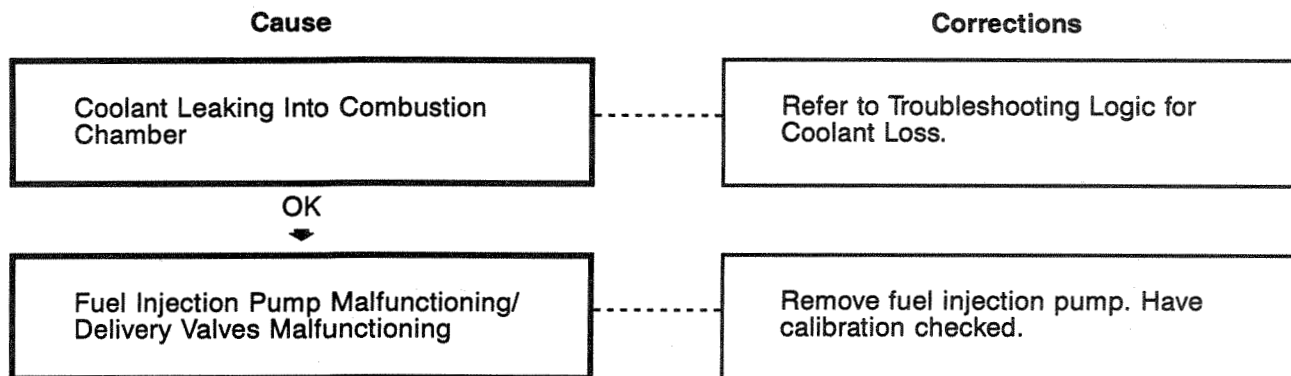 Cause
Corrections
Coolant Leaking Into Combustion
Chamber
Refer to Troubleshooting Logic for
Coolant Loss.
OK
Fuel Injection Pump Malfunctioning/
Delivery Valves Malfunctioning
Remove fuel injection pump. Have
calibration checked.